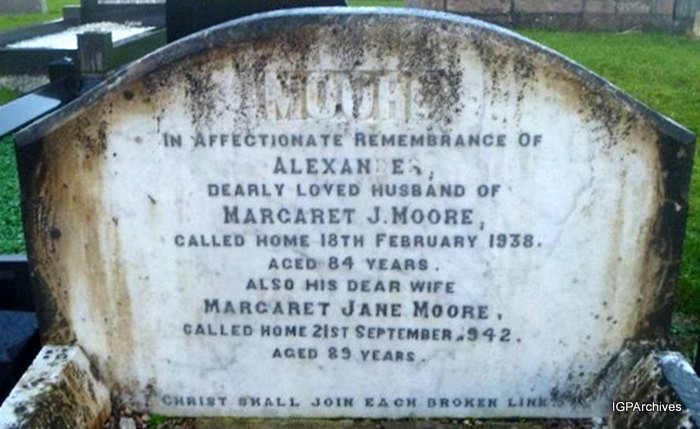 MOORE
IN AFFECTIONATE REMEMBRANCE OF
ALEXANDER,
DEARLY LOVED HUSBAND OF
MARGARET J. MOORE,
CALLED HOME 18TH FEBRUARY 1938.
AGED 84 YEARS.
ALSO HIS DEAR WIFE
MARGARET JANE MOORE,
CALLED HOME 21ST SEPTEMBER 1942.
AGED 89 YEARS.
CHRIST SHALL JOIN EACH BROKEN LINK.
IGPArchives